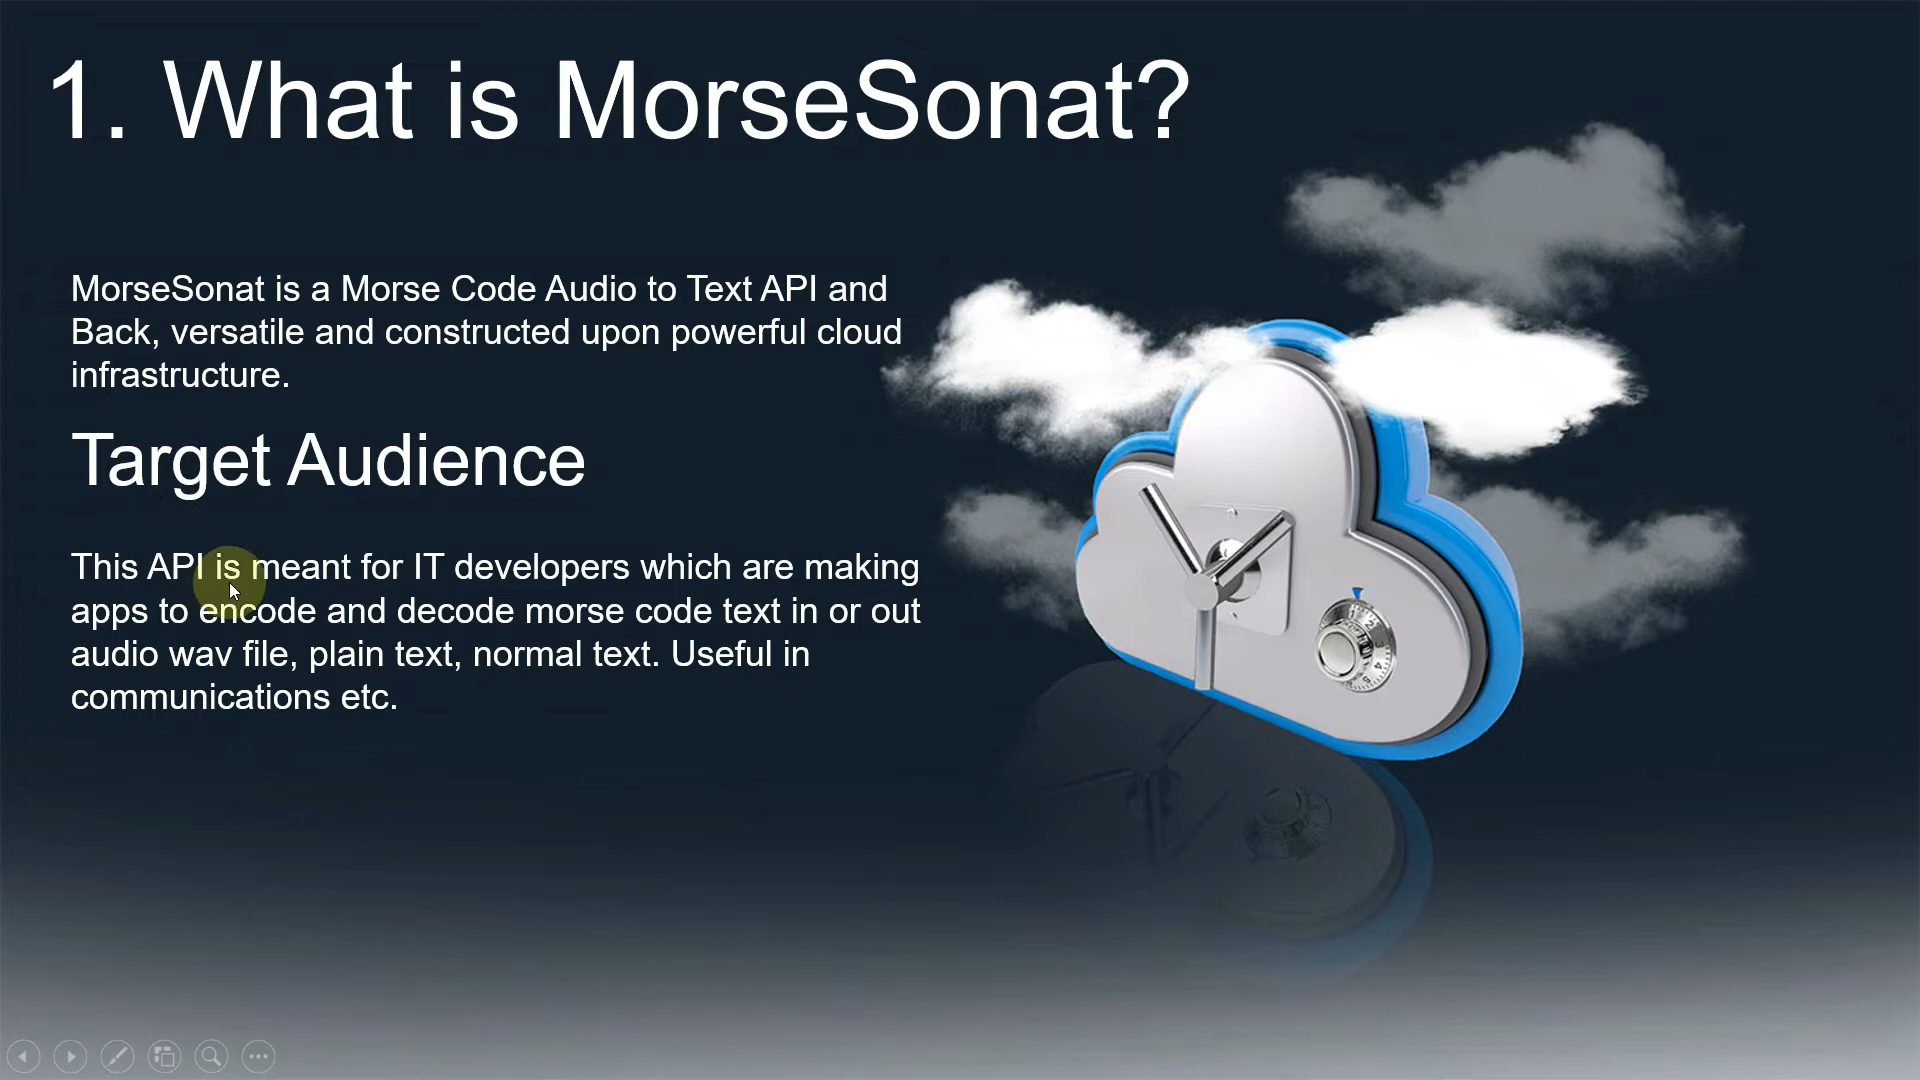 1. What is MorseSonat?
MorseSonat is a Morse Code Audio to Text API and
Back, versatile and constructed upon powerful cloud
infrastructure.
Target Audience
This API is meant for IT developers which are making
apps to encode and decode morse code text in or out
audio wav file, plain text, normal text. Useful in
communications etc.